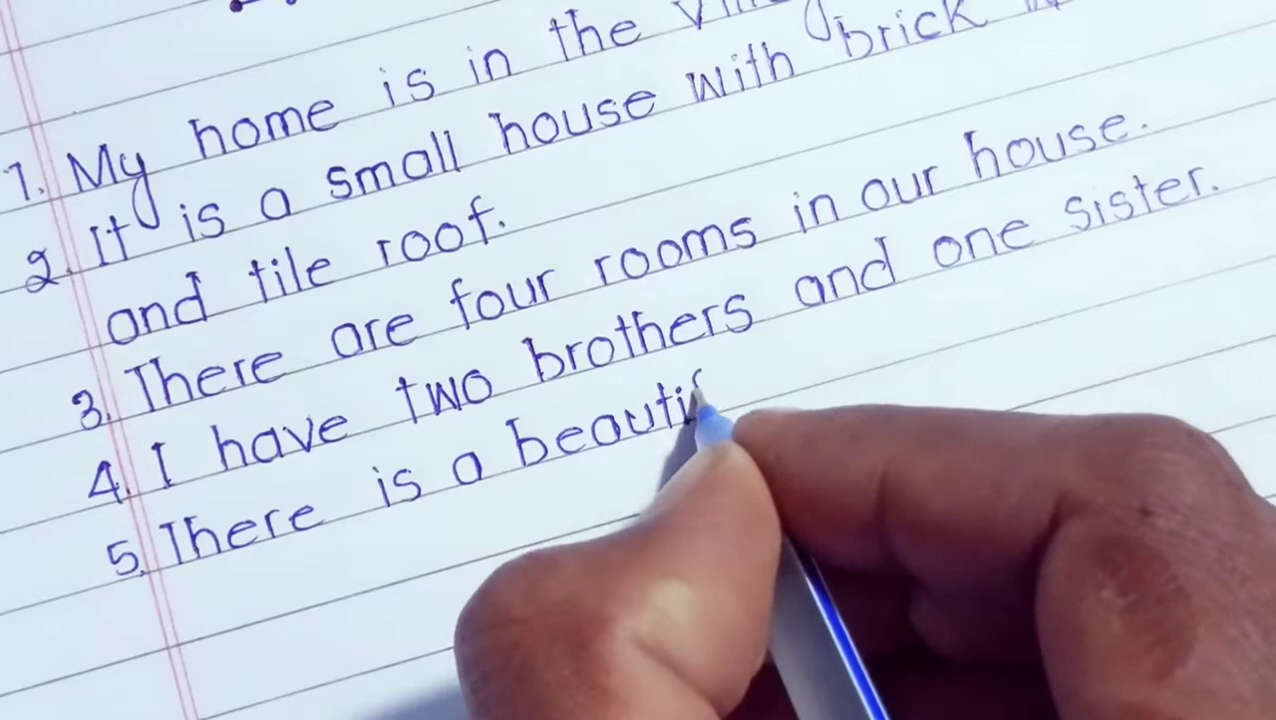 1. My home is in the
2. It is a small house with brick
and tile roof.
3. There are four rooms in our house.
4. I have two brothers and one sister.
5. There is a beautif